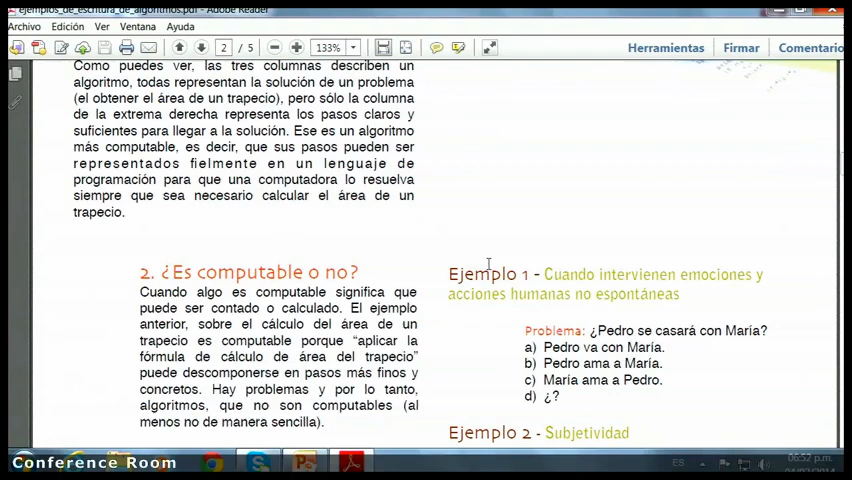 ejemplos_de_escritura_de_algoritmos.pdf - Adobe Reader
Archivo Edición Ver Ventana Ayuda
2 / 5 133% Herramientas Firmar Comentario
Como puedes ver, las tres columnas describen un
algoritmo, todas representan la solución de un problema
(el obtener el área de un trapecio), pero sólo la columna
de la extrema derecha representa los pasos claros y
suficientes para llegar a la solución. Ese es un algoritmo
más computable, es decir, que sus pasos pueden ser
representados fielmente en un lenguaje de
programación para que una computadora lo resuelva
siempre que sea necesario calcular el área de un
trapecio.
2. ¿Es computable o no?
Cuando algo es computable significa que
puede ser contado o calculado. El ejemplo
anterior, sobre el cálculo del área de un
trapecio es computable porque “aplicar la
fórmula de cálculo de área del trapecio”
puede descomponerse en pasos más finos y
concretos. Hay problemas y por lo tanto,
algoritmos, que no son computables (al
menos no de manera sencilla).
Ejemplo 1 - Cuando intervienen emociones y
acciones humanas no espontáneas
Problema: ¿Pedro se casará con María?
a) Pedro va con María.
b) Pedro ama a María.
c) María ama a Pedro.
d) ¿?
Ejemplo 2 - Subjetividad
Conference Room
ES
06:52 p.m.